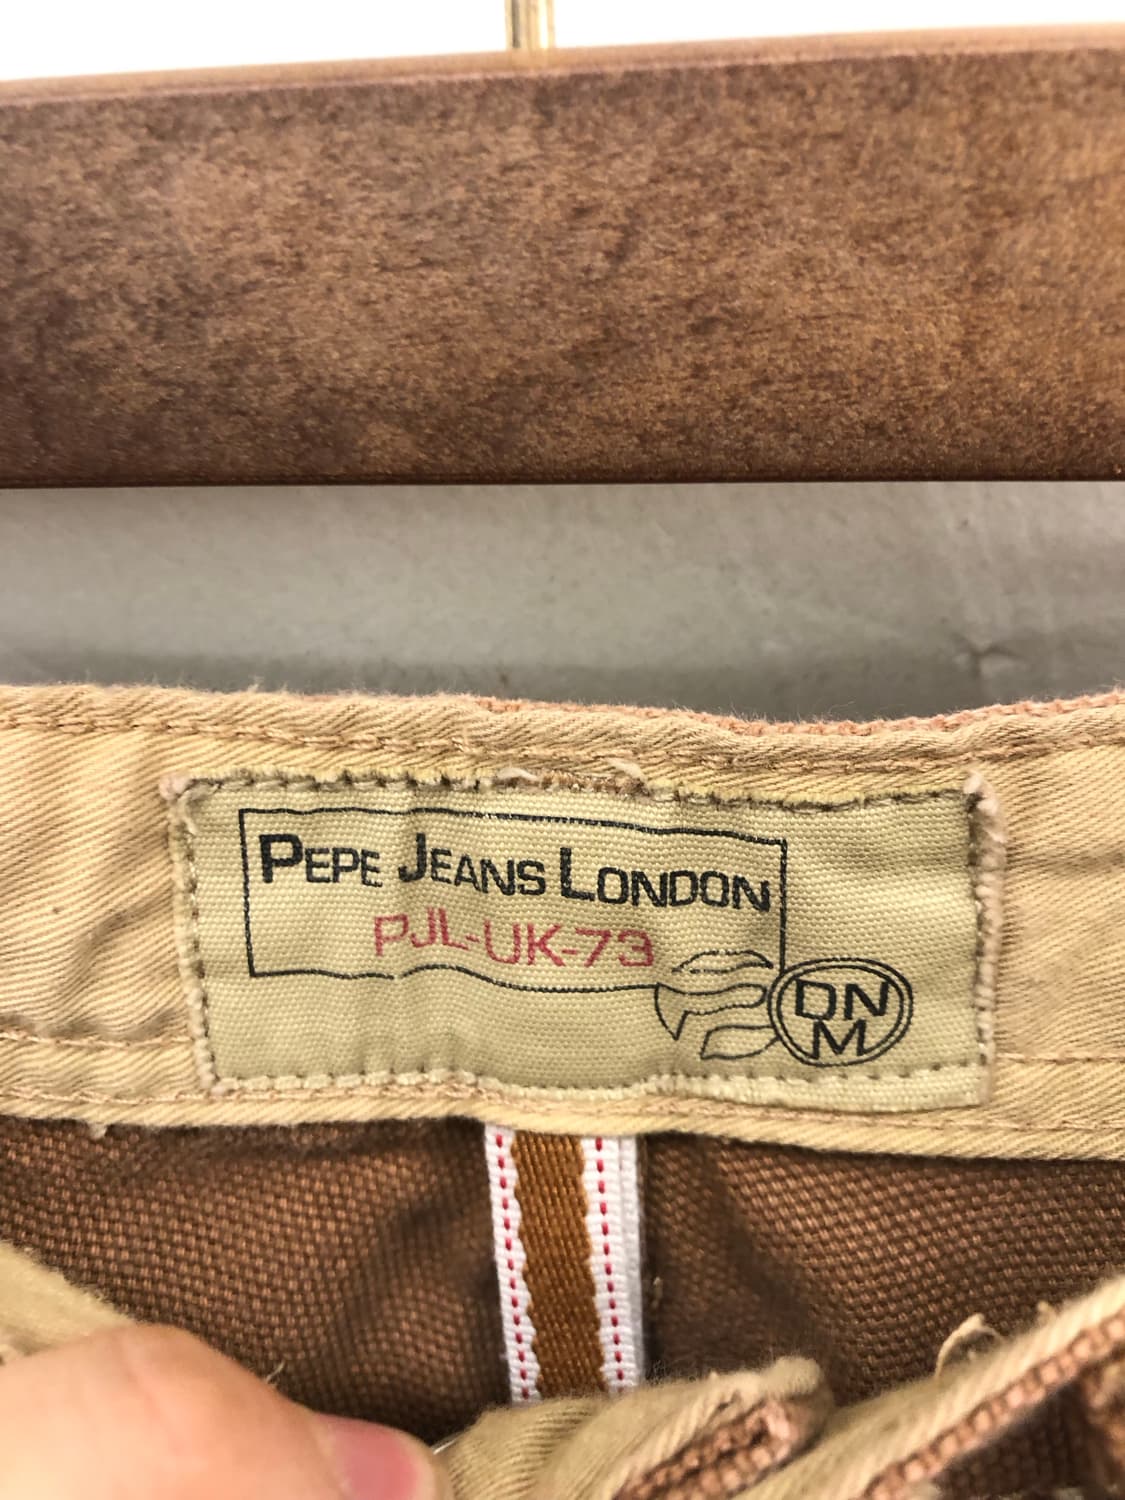 PEPE JEANS LONDON
PJL-UK-73
DN
M